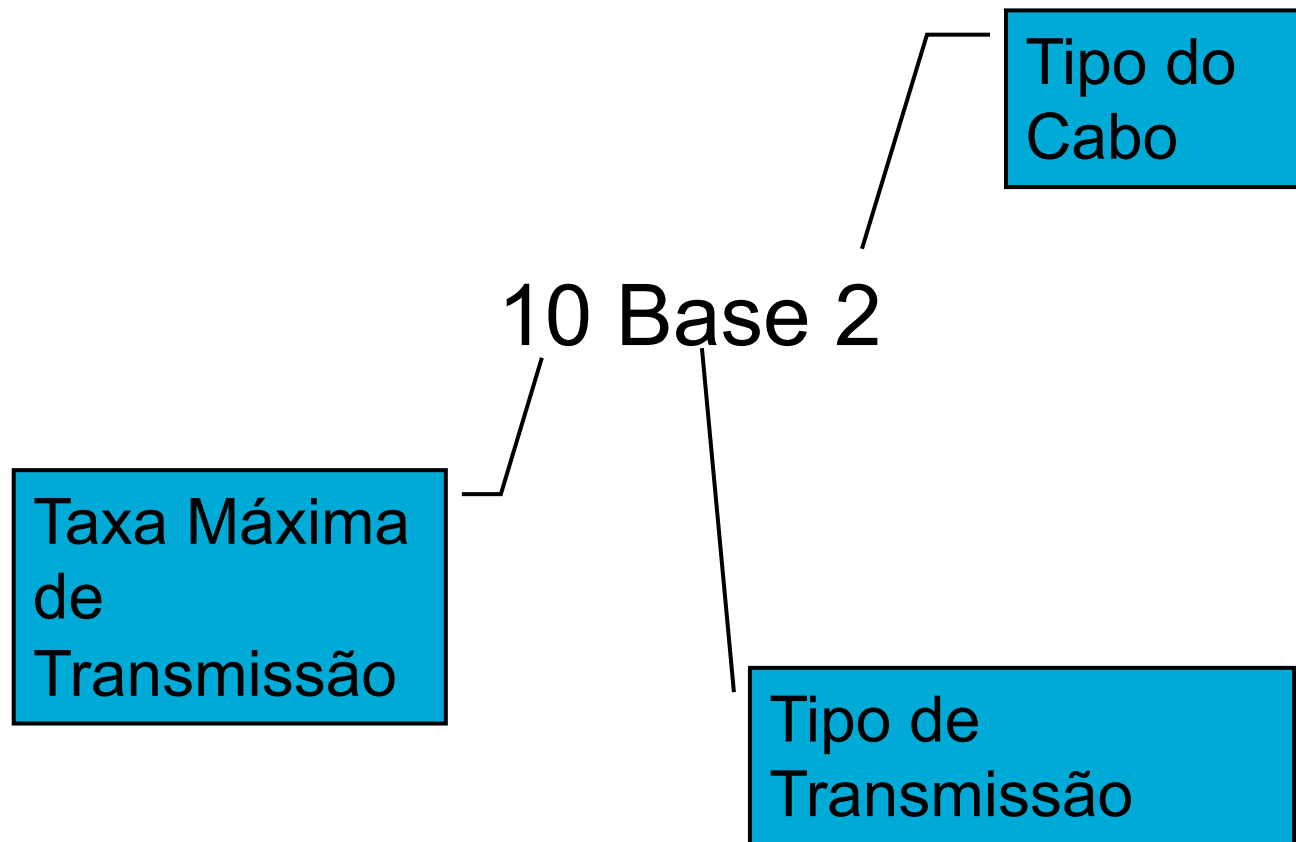 Tipo do
Cabo
10 Base 2
Taxa Máxima
de
Transmissão
Tipo de
Transmissão